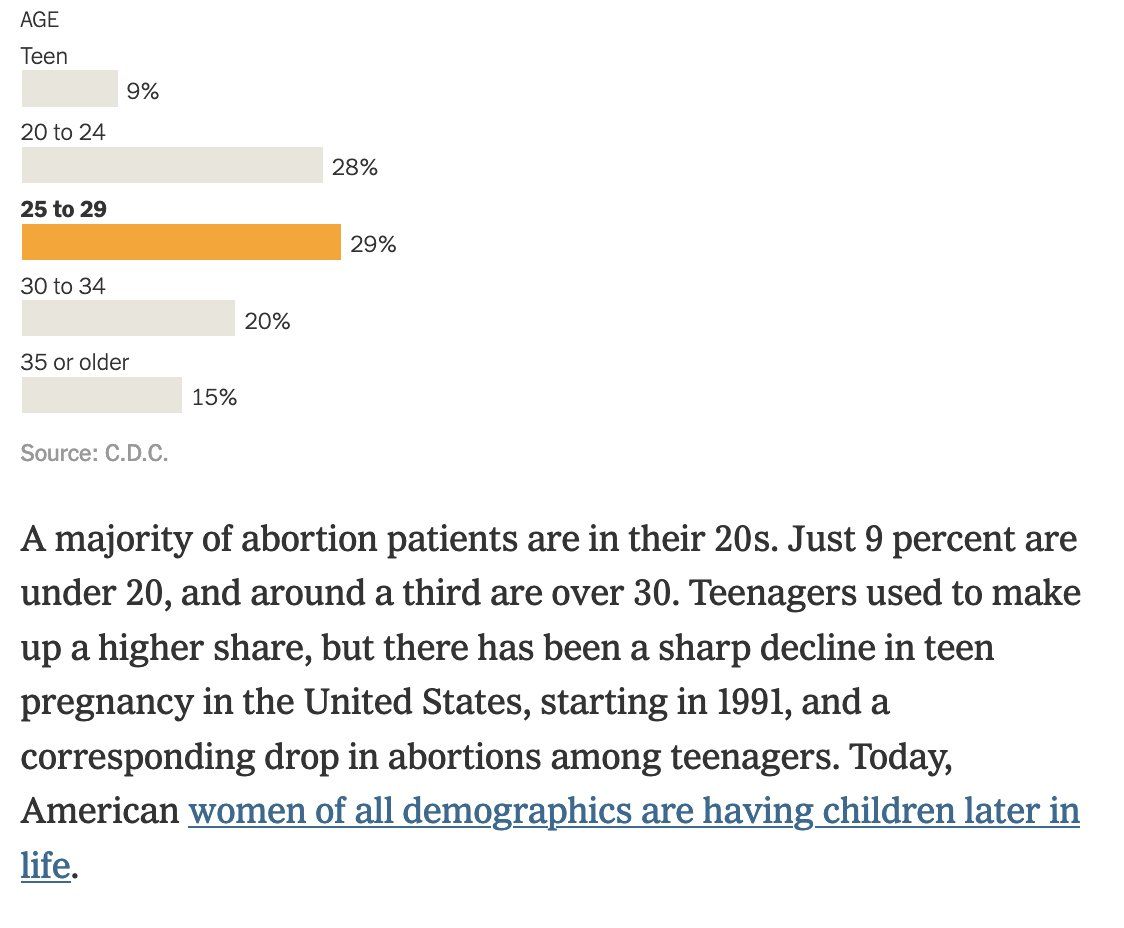 AGE
Teen
9%
20 to 24
28%
25 to 29
29%
30 to 34
20%
35 or older
15%
Source: C.D.C.
A majority of abortion patients are in their 20s. Just 9 percent are
under 20, and around a third are over 30. Teenagers used to make
up a higher share, but there has been a sharp decline in teen
pregnancy in the United States, starting in 1991, and a
corresponding drop in abortions among teenagers. Today,
American women of all demographics are having children later in
life.